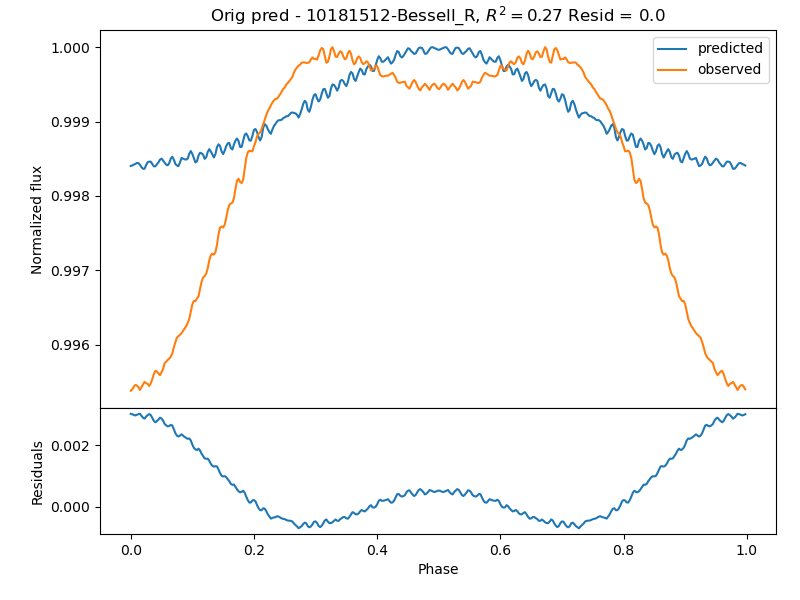 Orig pred - 10181512-Bessell_R, R² = 0.27 Resid = 0.0
predicted
observed
1.000
0.999
0.998
0.997
0.996
Normalized flux
0.002
0.000
Residuals
0.0 0.2 0.4 0.6 0.8 1.0
Phase